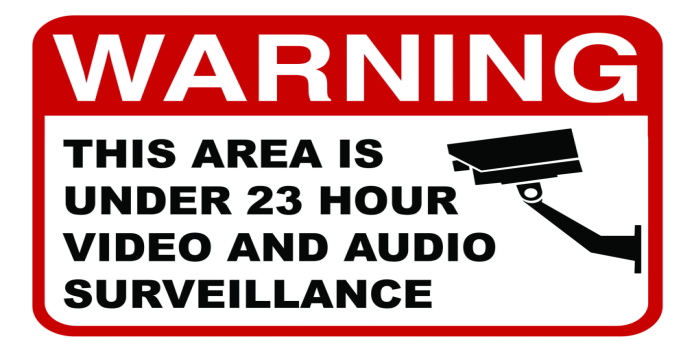 WARNING
THIS AREA IS
UNDER 23 HOUR
VIDEO AND AUDIO
SURVEILLANCE